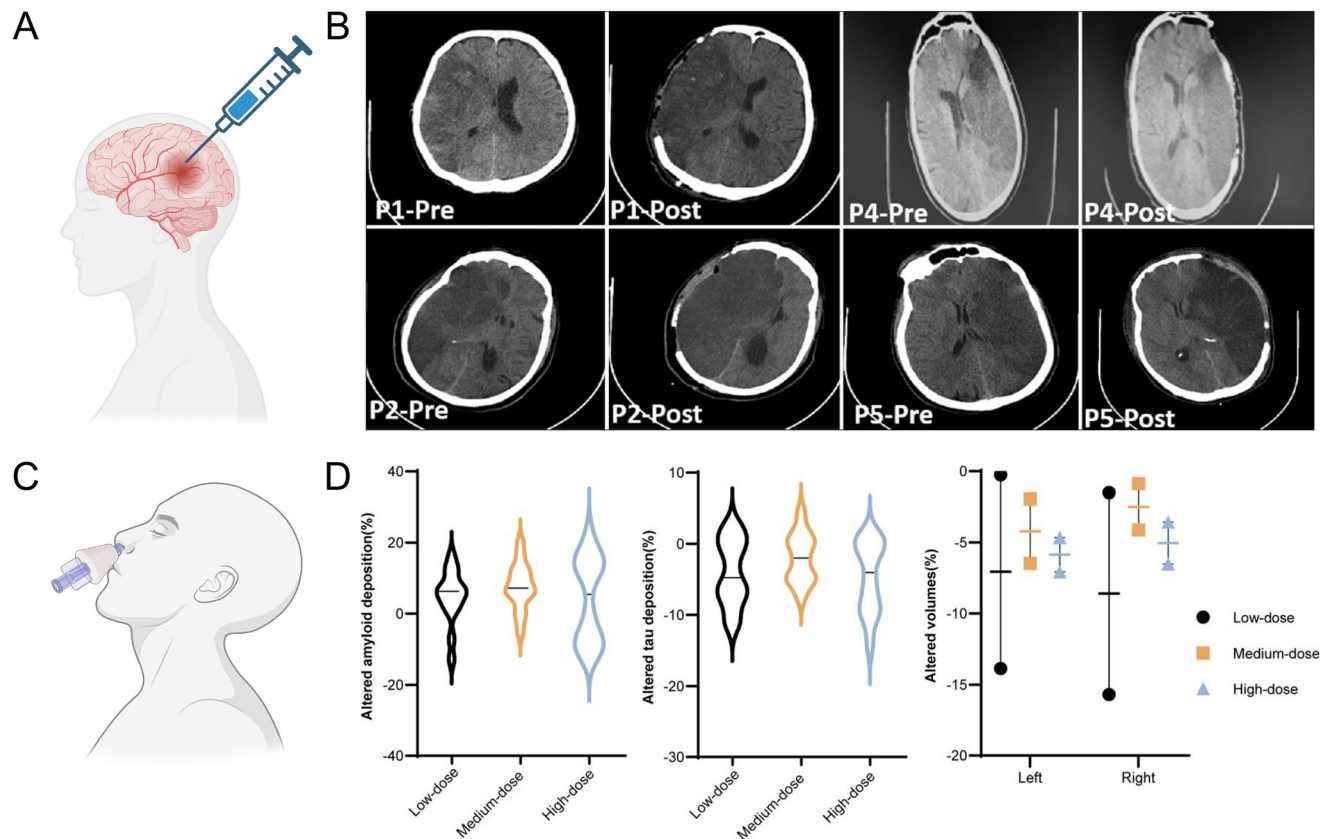 A
B
P1-Pre
P1-Post
P4-Pre
P4-Post
P2-Pre
P2-Post
P5-Pre
P5-Post
C
D
Altered amyloid deposition(%)
40
20
0
-20
-40
Low-dose
Medium-dose
High-dose
Altered tau deposition(%)
10
0
-10
-20
-30
Low-dose
Medium-dose
High-dose
Altered volumes(%)
0
-5
-10
-15
-20
Left
Right
Low-dose
Medium-dose
High-dose